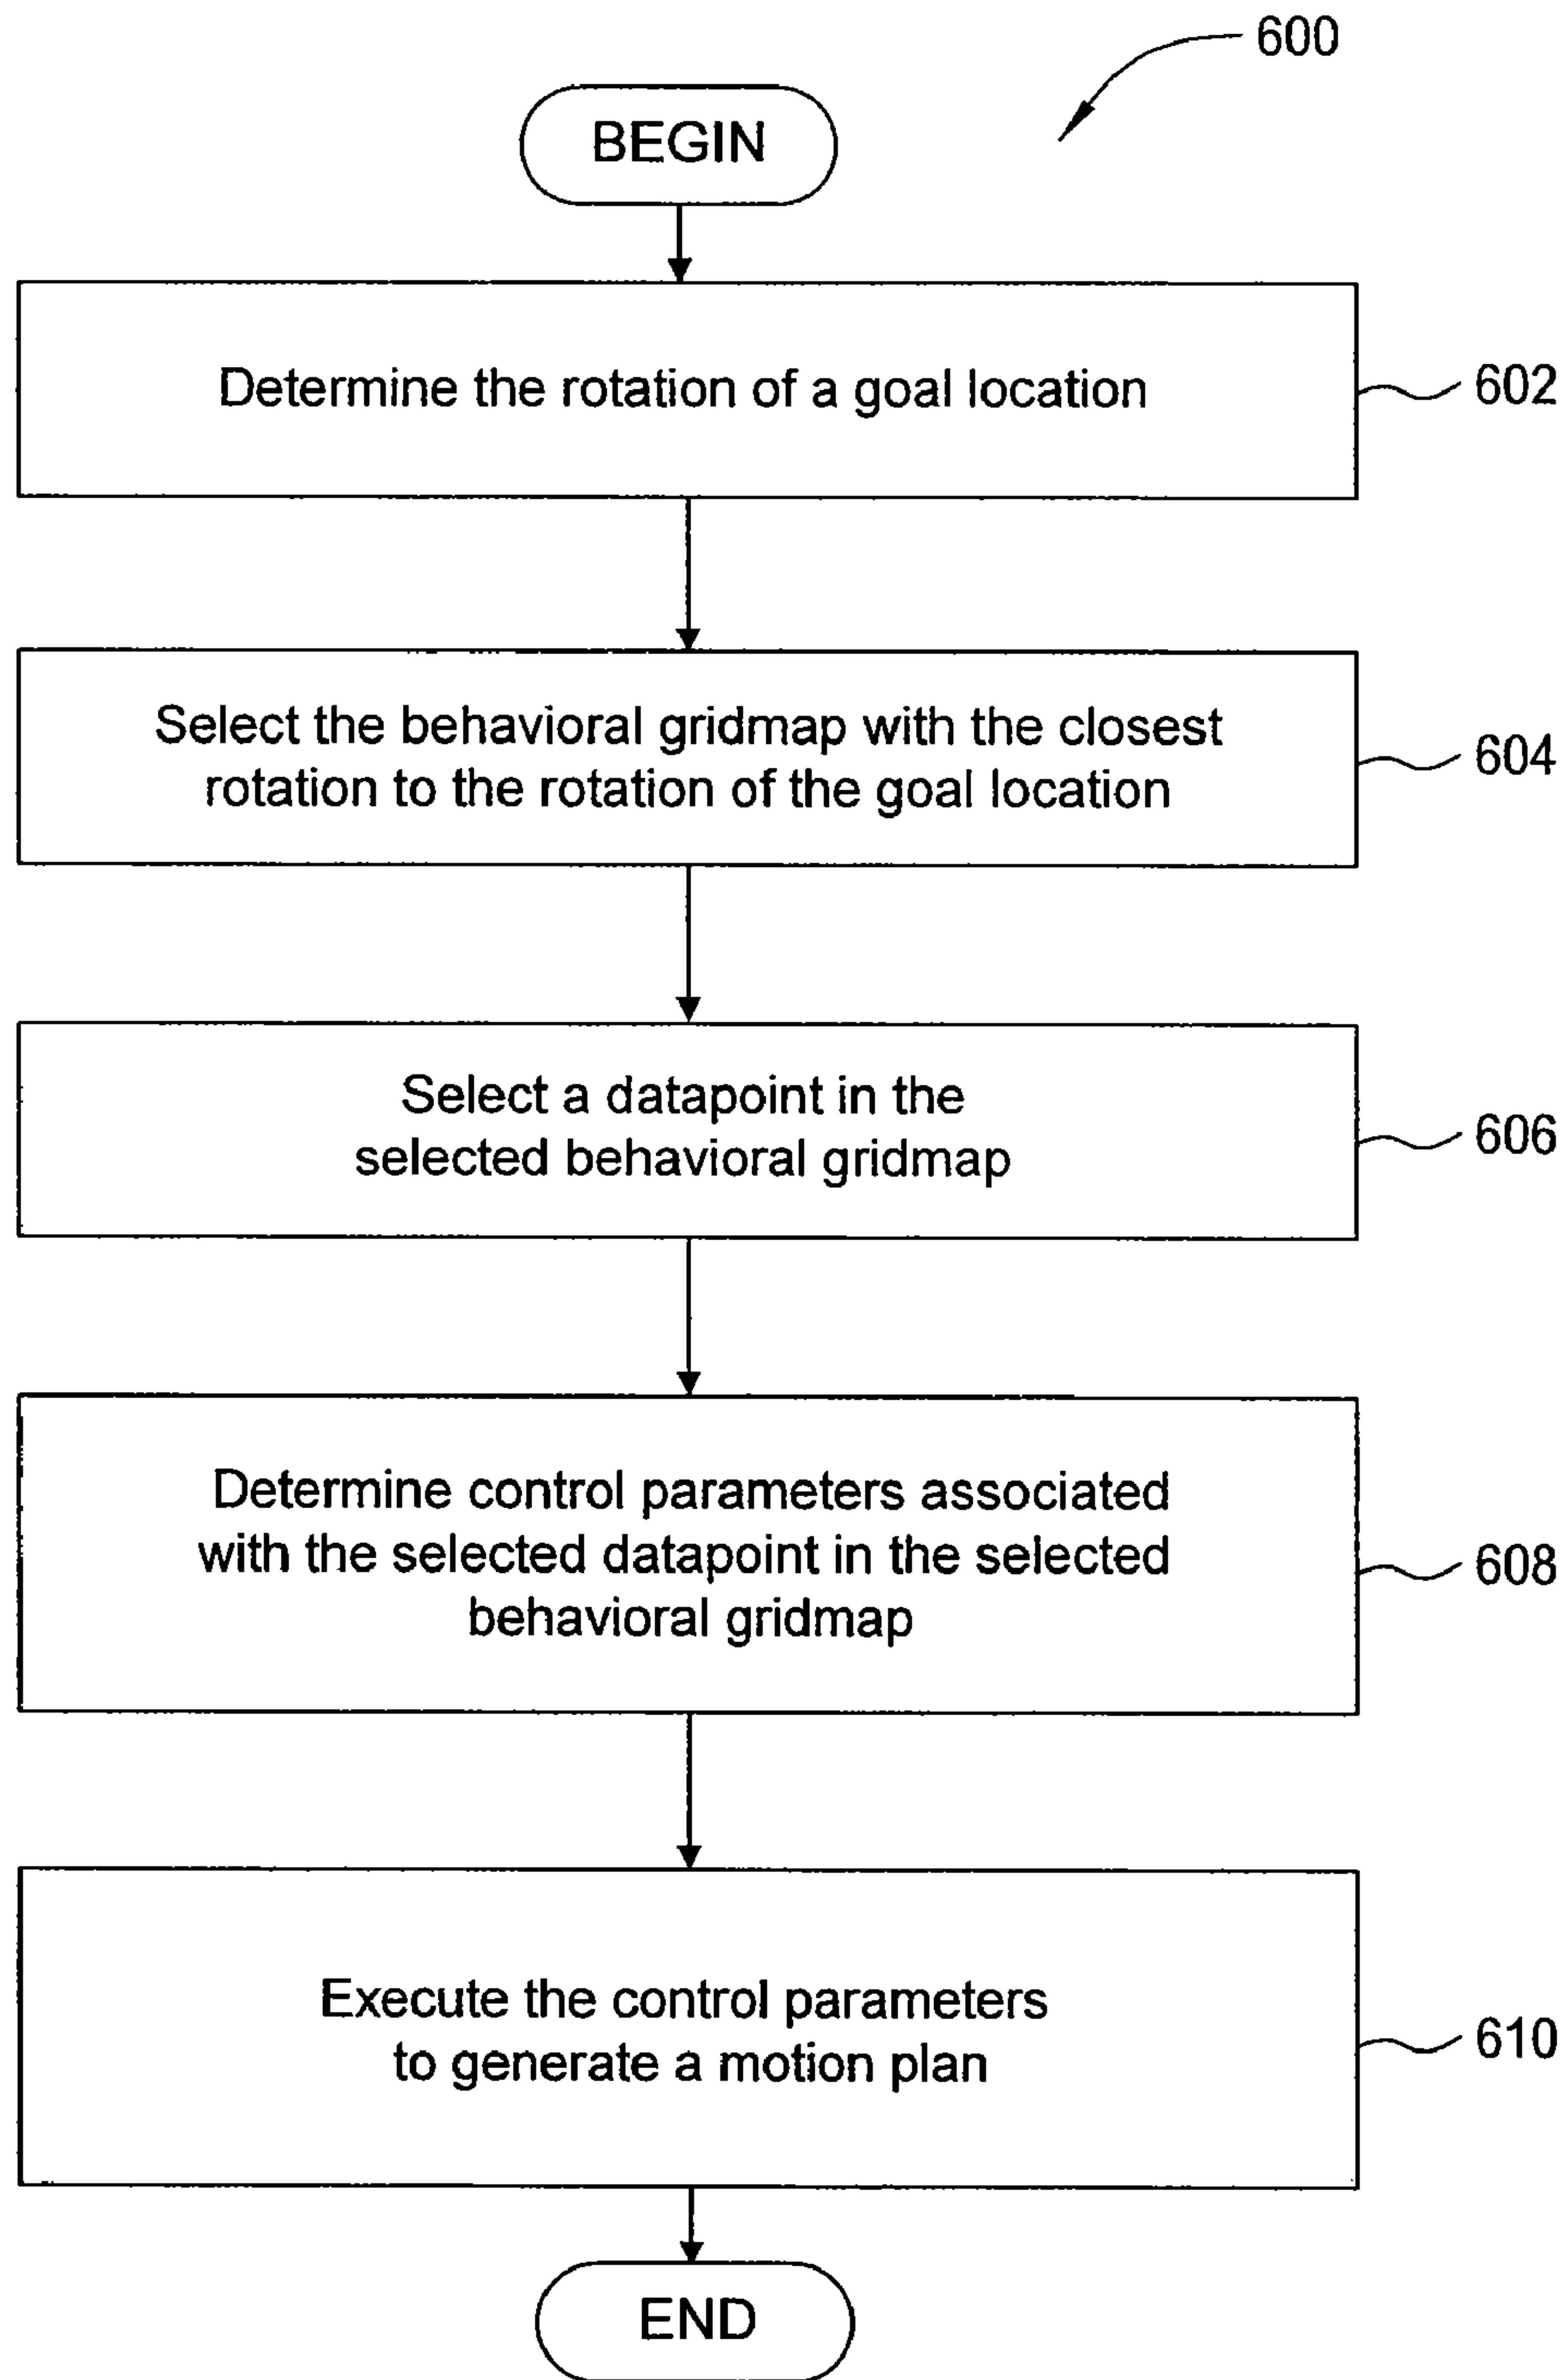 600
BEGIN
Determine the rotation of a goal location
602
Select the behavioral gridmap with the closest
rotation to the rotation of the goal location
604
Select a datapoint in the
selected behavioral gridmap
606
Determine control parameters associated
with the selected datapoint in the selected
behavioral gridmap
608
Execute the control parameters
to generate a motion plan
610
END